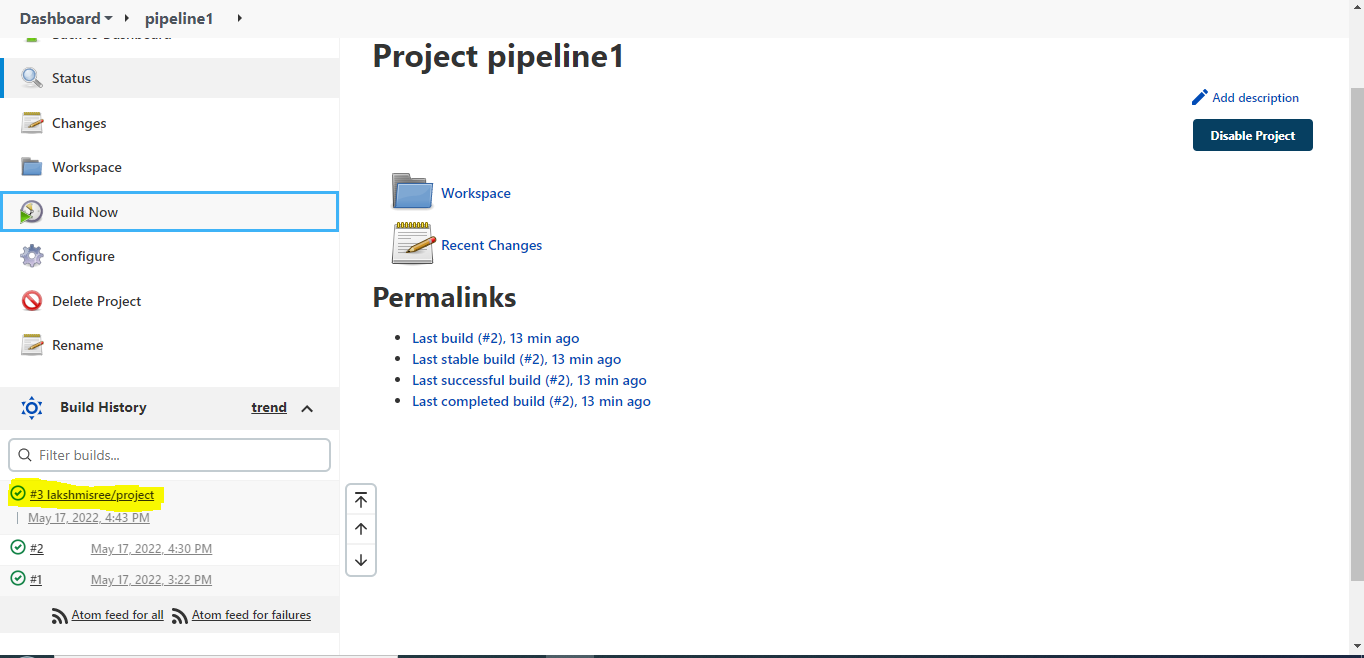 Dashboard
pipeline1
Back to Dashboard
Status
Changes
Workspace
Build Now
Configure
Delete Project
Rename
Build History
trend
Filter builds...
#3 lakshmisree/project
May 17, 2022, 4:43 PM
#2 May 17, 2022, 4:30 PM
#1 May 17, 2022, 3:22 PM
Atom feed for all Atom feed for failures
Project pipeline1
Add description
Disable Project
Workspace
Recent Changes
Permalinks
Last build (#2), 13 min ago
Last stable build (#2), 13 min ago
Last successful build (#2), 13 min ago
Last completed build (#2), 13 min ago